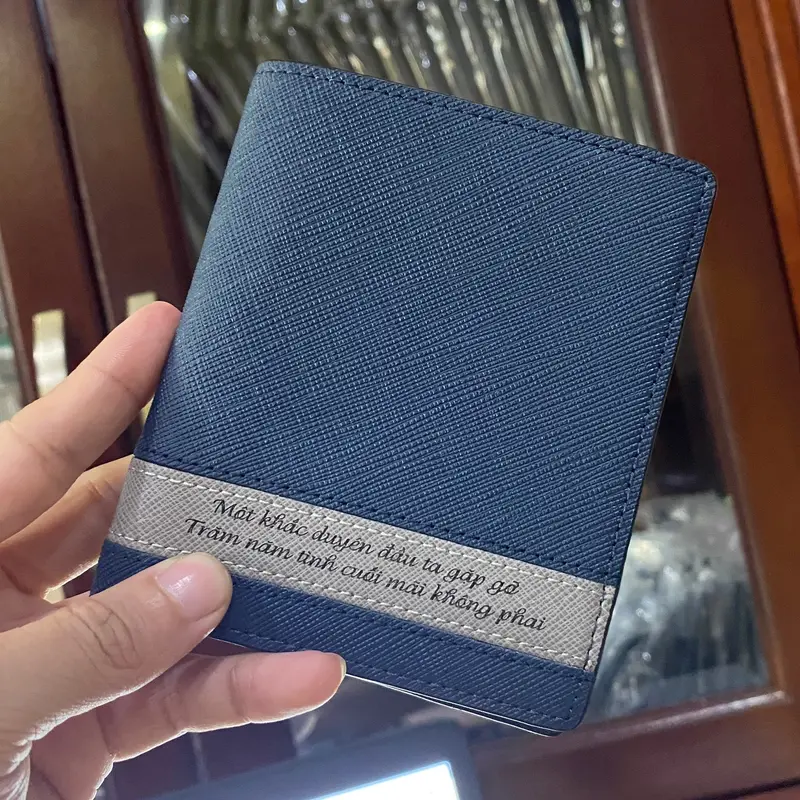 Một khắc duyên đầu ta gặp gỡ
Trăm năm tình cuối mãi không phai